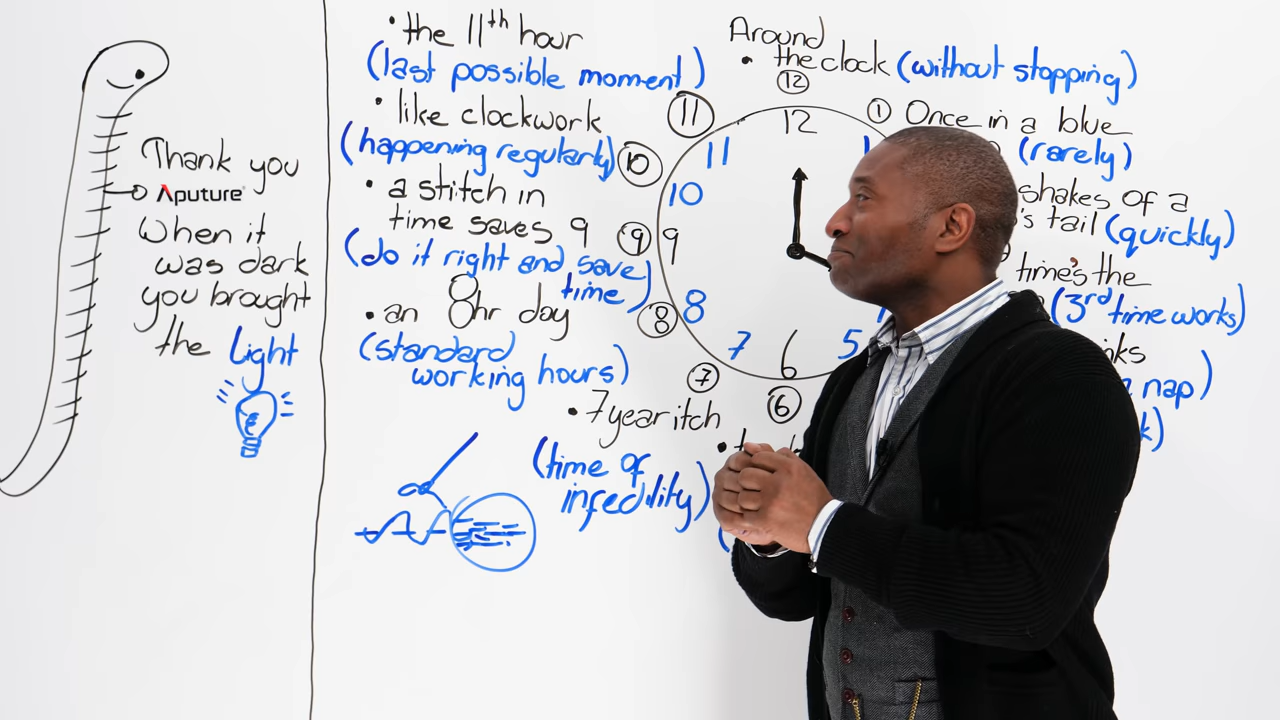 Thank you
Aputure
when it
was dark
you brought
the light
• the 11th hour
(last possible moment)
• like clockwork
(happening regularly)
• a stitch in
time saves 9
(do it right and save
time)
• an 8hr day
(standard
working hours)
• 7 year itch
(time of
infedility)
Around
• the clock (without stopping)
12
1
Once in a blue
(rarely)
shakes of a
's tail (quickly)
time's the
(3rd time works)
nap)
11
10
9
8
7
6
12
11
10
9
8
7
6
5